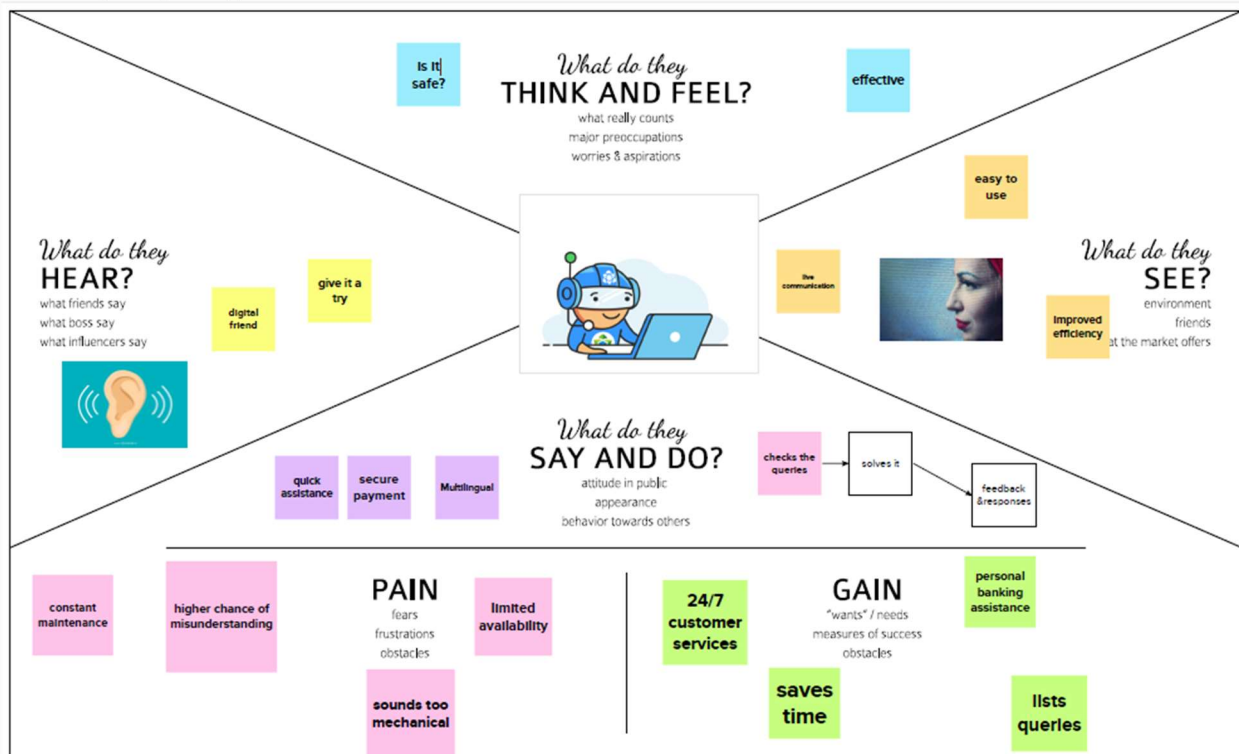 Is it
safe?
What do they
THINK AND FEEL?
what really counts
major preoccupations
worries & aspirations
effective
easy to
use
What do they
HEAR?
what friends say
what boss say
what influencers say
digital
friend
give it a
try
live
communication
What do they
SEE?
environment
friends
at the market offers
Improved
efficiency
What do they
SAY AND DO?
attitude in public
appearance
behavior towards others
quick
assistance
secure
payment
Multilingual
checks the
queries
solves it
feedback
&responses
PAIN
fears
frustrations
obstacles
constant
maintenance
higher chance of
misunderstanding
limited
availability
sounds too
mechanical
GAIN
"wants" / needs
measures of success
obstacles
24/7
customer
services
personal
banking
assistance
saves
time
lists
queries